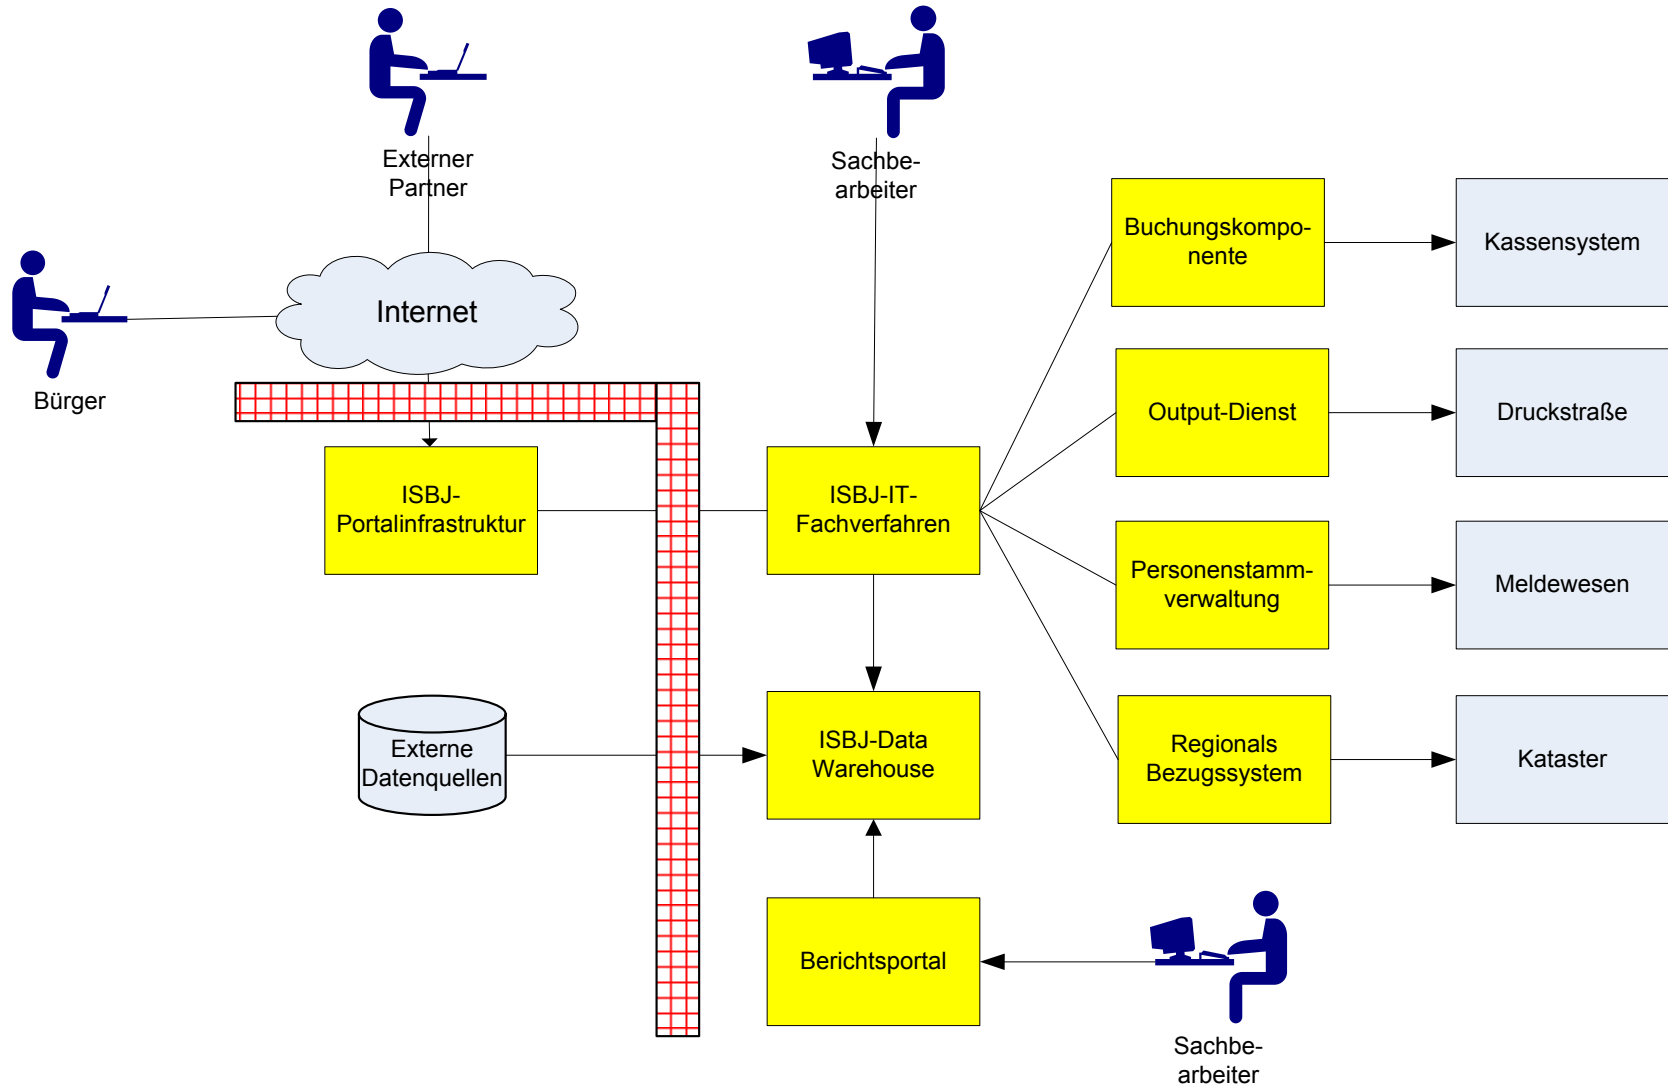 Externer
Partner
Sachbe-
arbeiter
Bürger
Internet
Buchungskompo-
nente
Kassensystem
Output-Dienst
Druckstraße
ISBJ-
Portalinfrastruktur
ISBJ-IT-
Fachverfahren
Personenstamm-
verwaltung
Meldewesen
Externe
Datenquellen
ISBJ-Data
Warehouse
Regionals
Bezugssystem
Kataster
Berichtsportal
Sachbe-
arbeiter